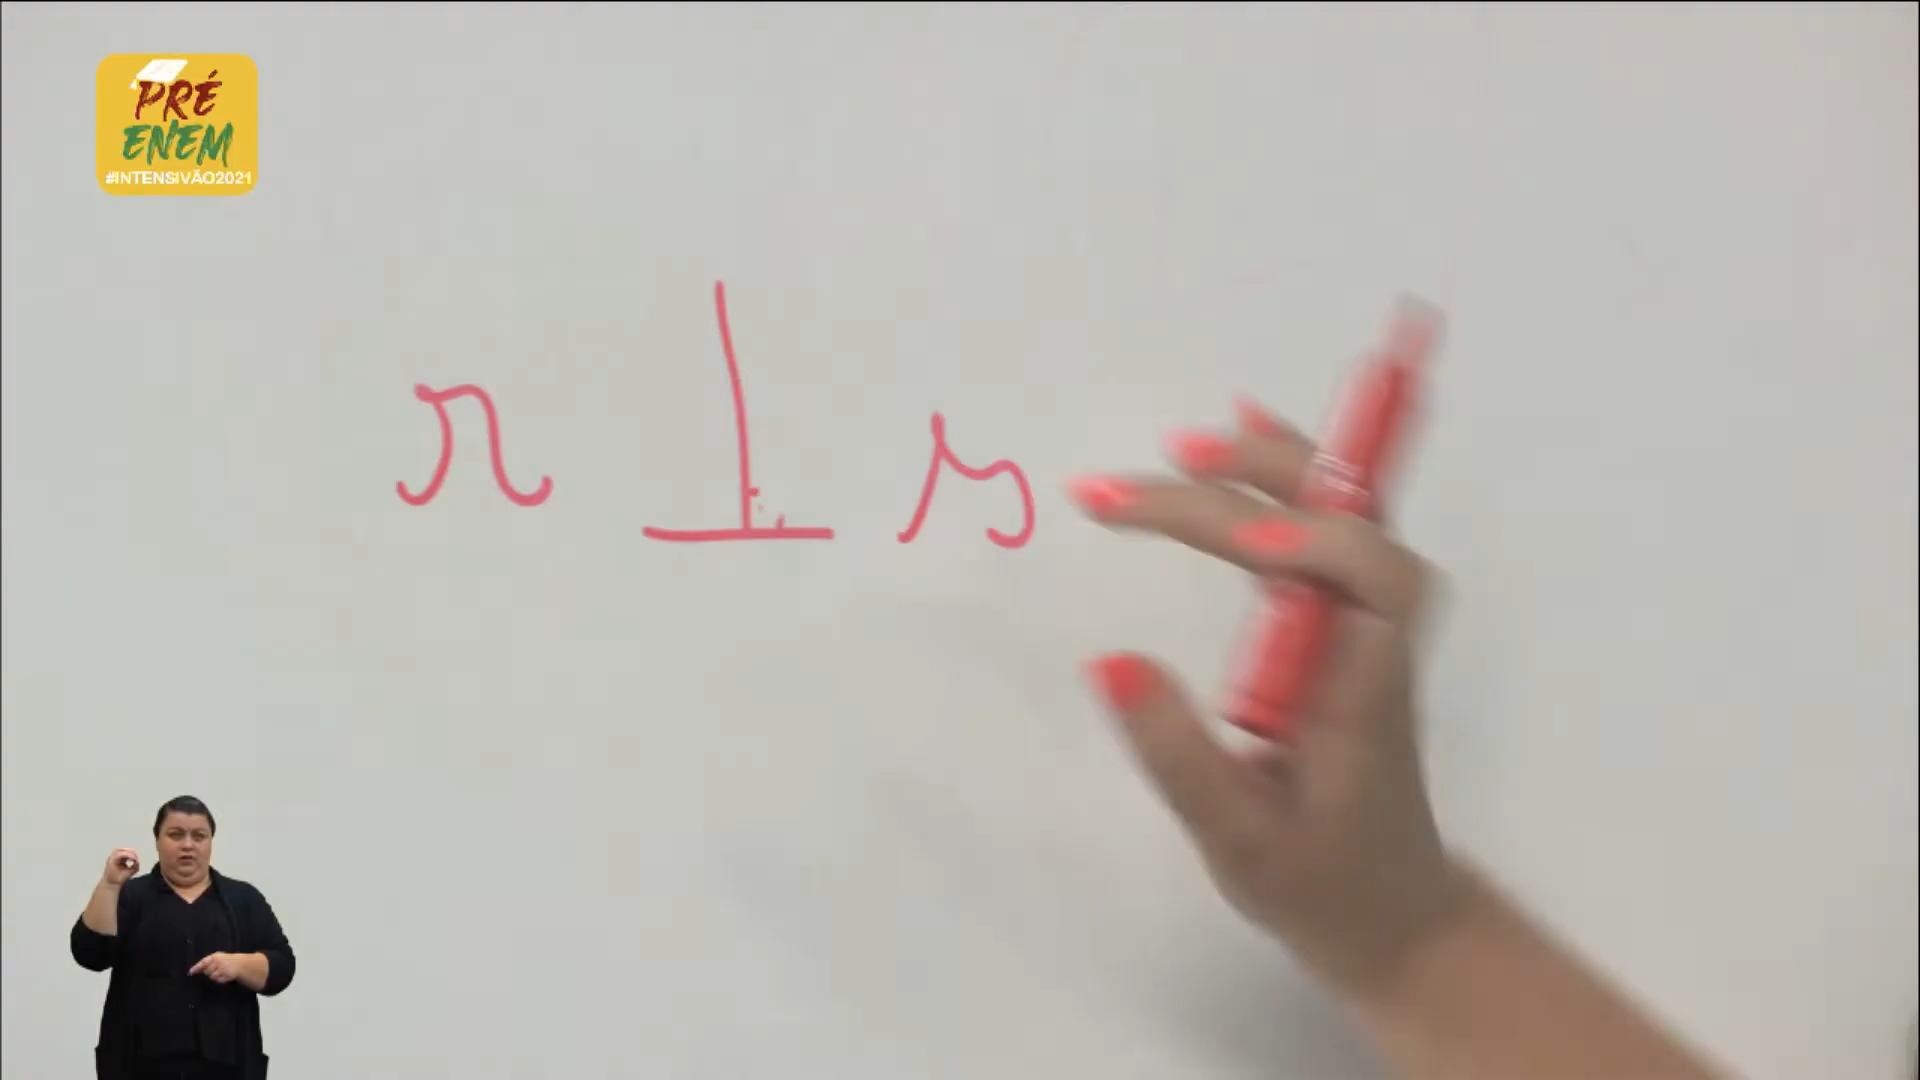 PRÉ
ENEM
#INTENSIVÃO2021
r ⊥ s